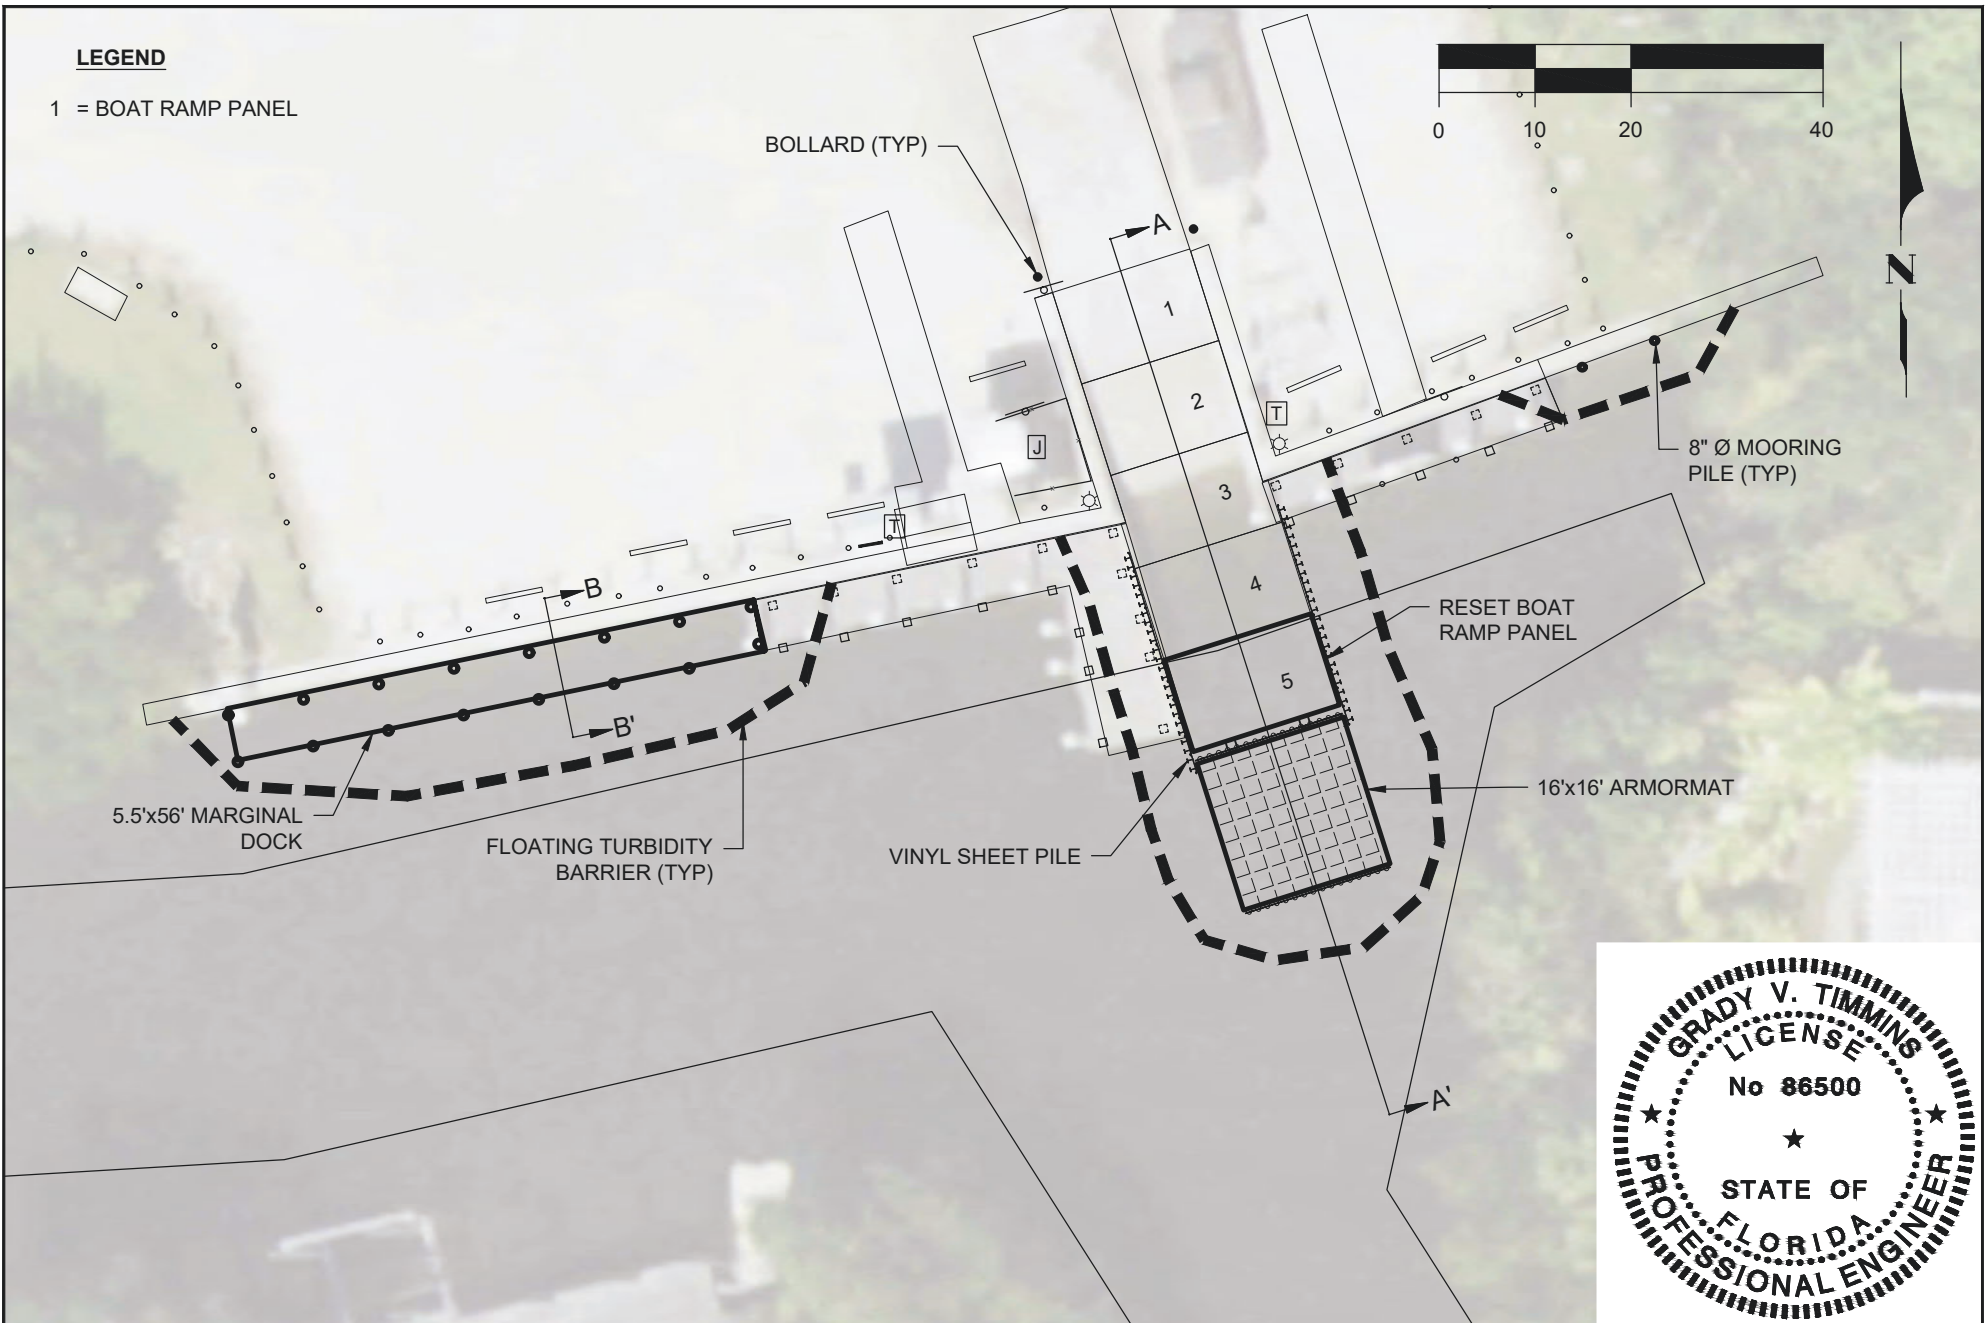 LEGEND
1 = BOAT RAMP PANEL
0 10 20 40
N
BOLLARD (TYP)
A
1
2
3
4
5
T
J
T
8" Ø MOORING
PILE (TYP)
B
B'
RESET BOAT
RAMP PANEL
5.5'x56' MARGINAL
DOCK
FLOATING TURBIDITY
BARRIER (TYP)
VINYL SHEET PILE
16'x16' ARMORMAT
A'
GRADY V. TIMMINS
LICENSE
No 86500
STATE OF
FLORIDA
PROFESSIONAL ENGINEER